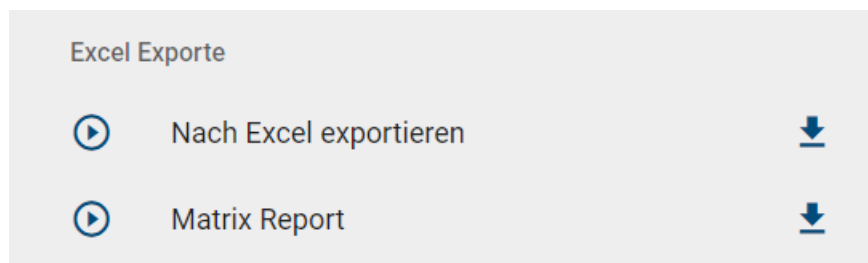 Excel Exporte
Nach Excel exportieren
Matrix Report